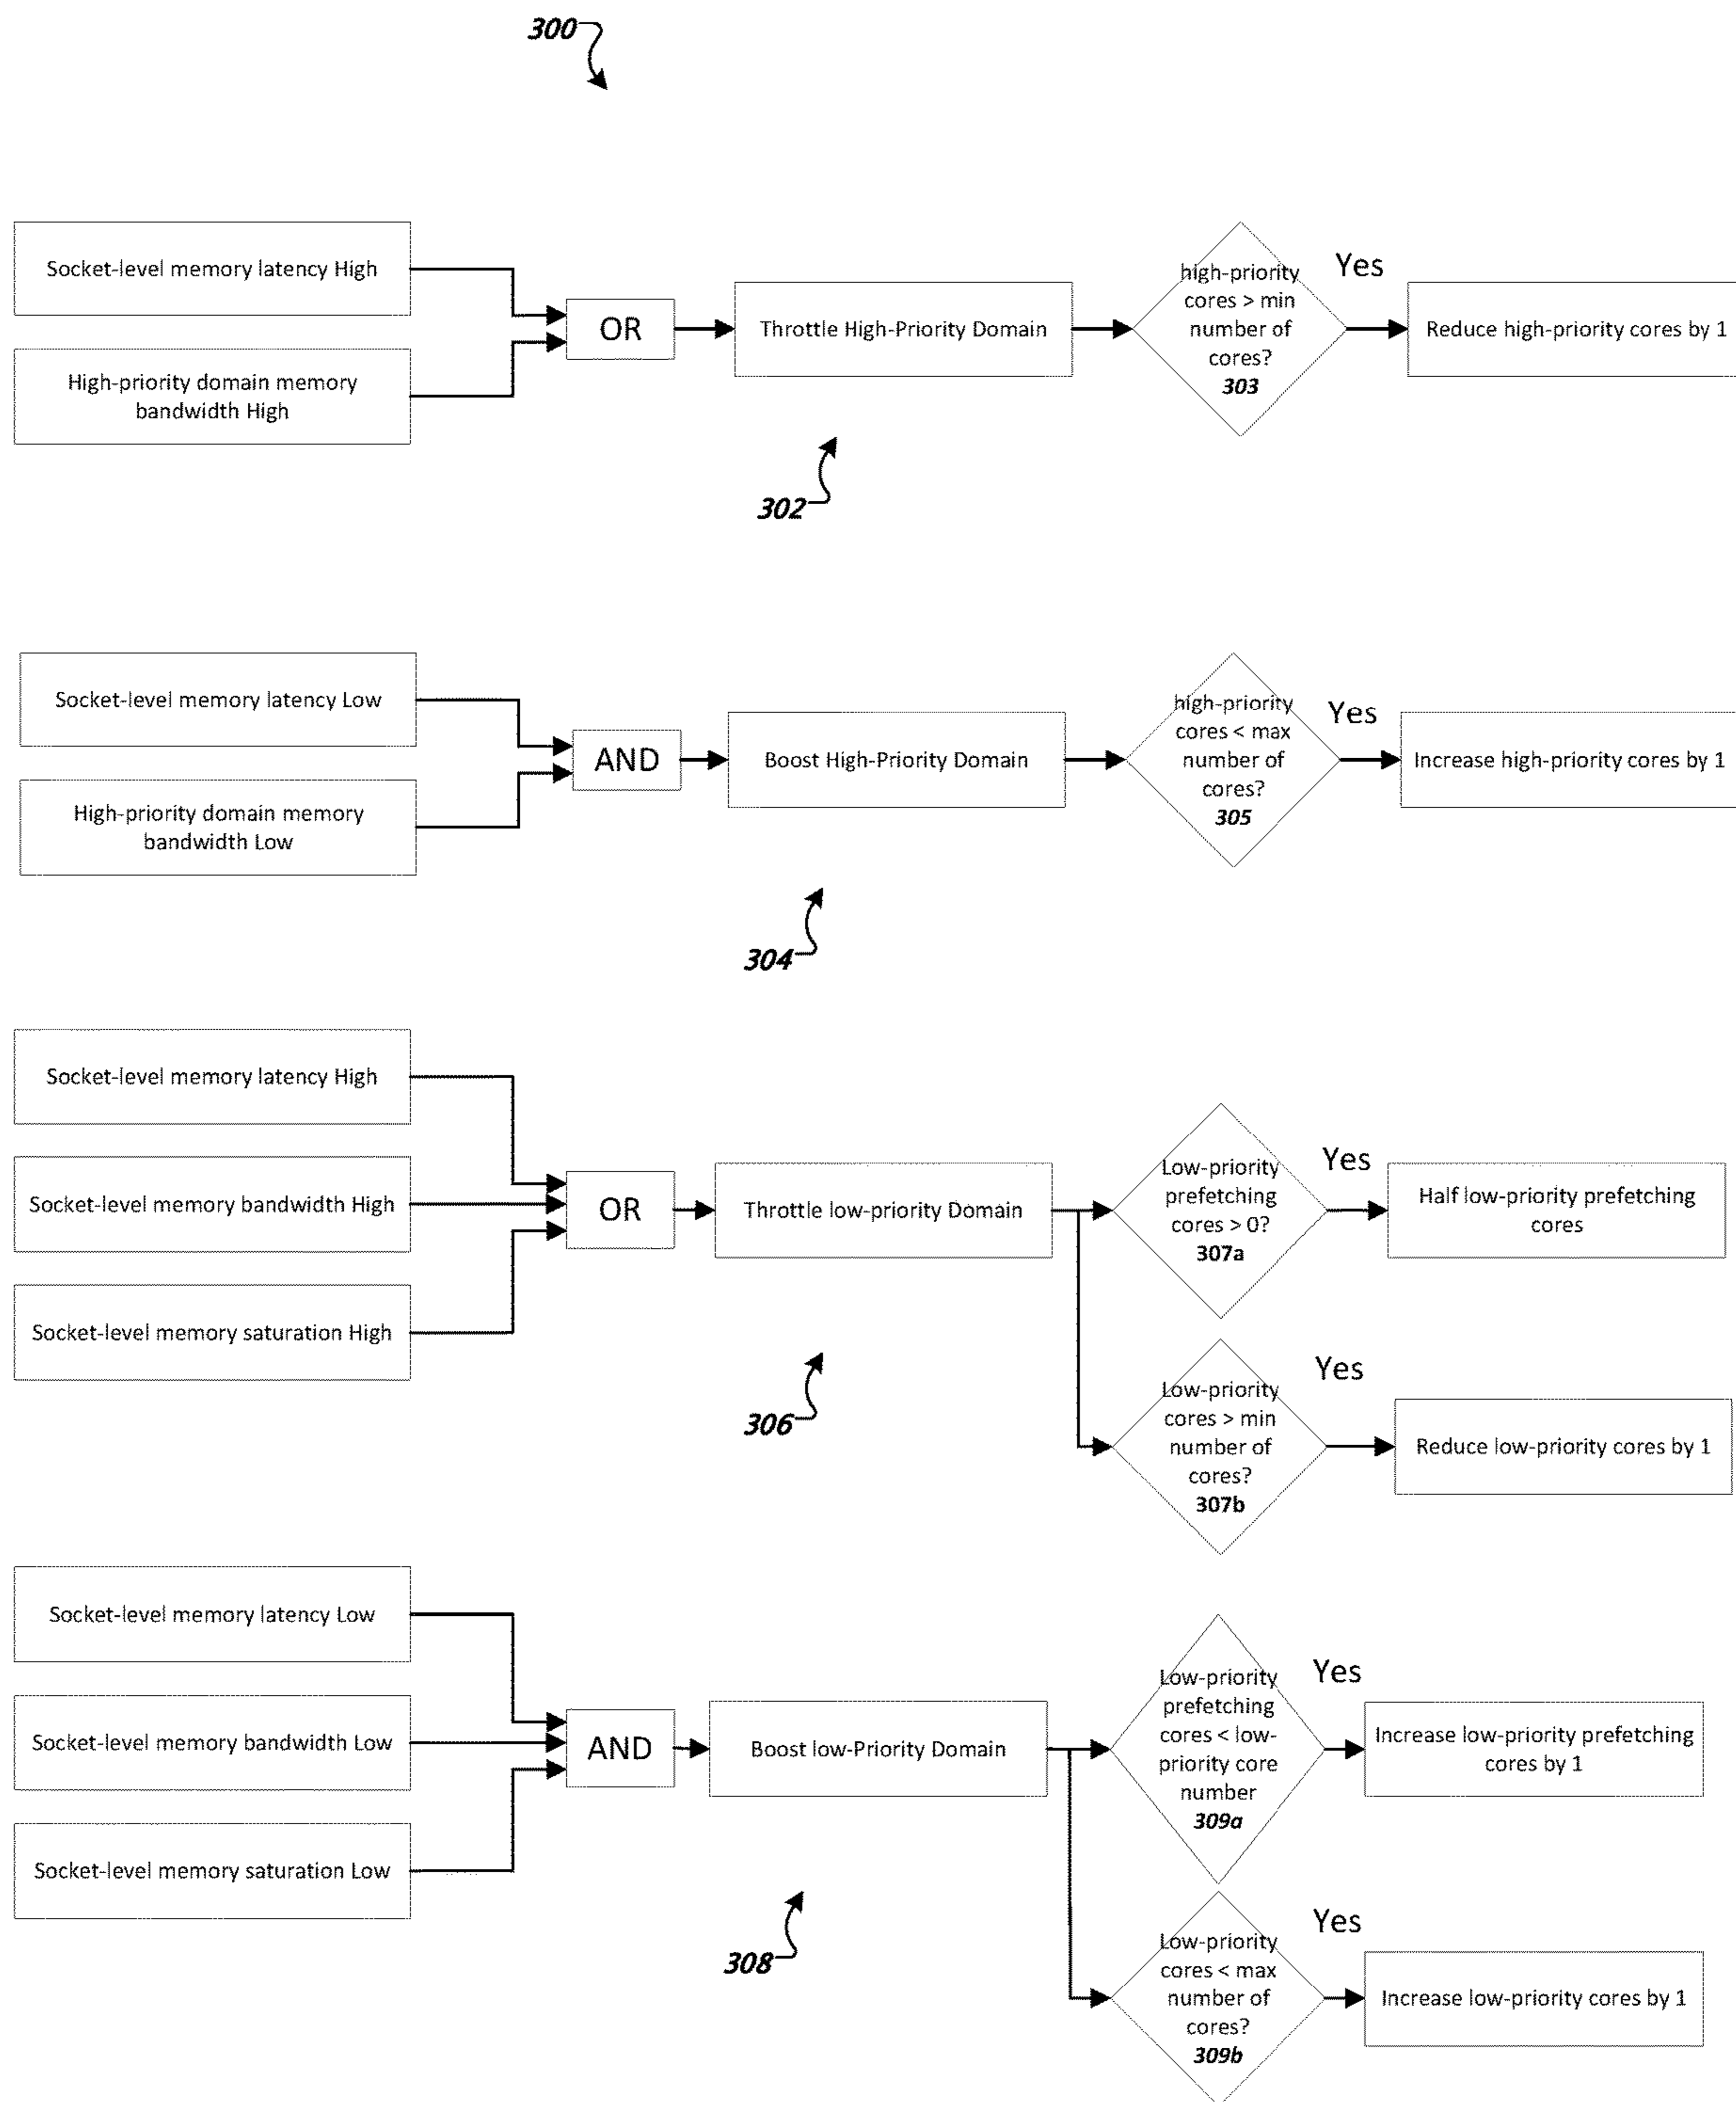 300
Socket-level memory latency High
High-priority domain memory
bandwidth High
OR
Throttle High-Priority Domain
high-priority
cores > min
number of
cores?
303
Yes
Reduce high-priority cores by 1
302
Socket-level memory latency Low
High-priority domain memory
bandwidth Low
AND
Boost High-Priority Domain
high-priority
cores < max
number of
cores?
305
Yes
Increase high-priority cores by 1
304
Socket-level memory latency High
Socket-level memory bandwidth High
Socket-level memory saturation High
OR
Throttle low-priority Domain
Low-priority
prefetching
cores > 0?
307a
Yes
Half low-priority prefetching
cores
Low-priority
cores > min
number of
cores?
307b
Yes
Reduce low-priority cores by 1
306
Socket-level memory latency Low
Socket-level memory bandwidth Low
Socket-level memory saturation Low
AND
Boost low-Priority Domain
Low-priority
prefetching
cores < low-
priority core
number
309a
Yes
Increase low-priority prefetching
cores by 1
Low-priority
cores < max
number of
cores?
309b
Yes
Increase low-priority cores by 1
308